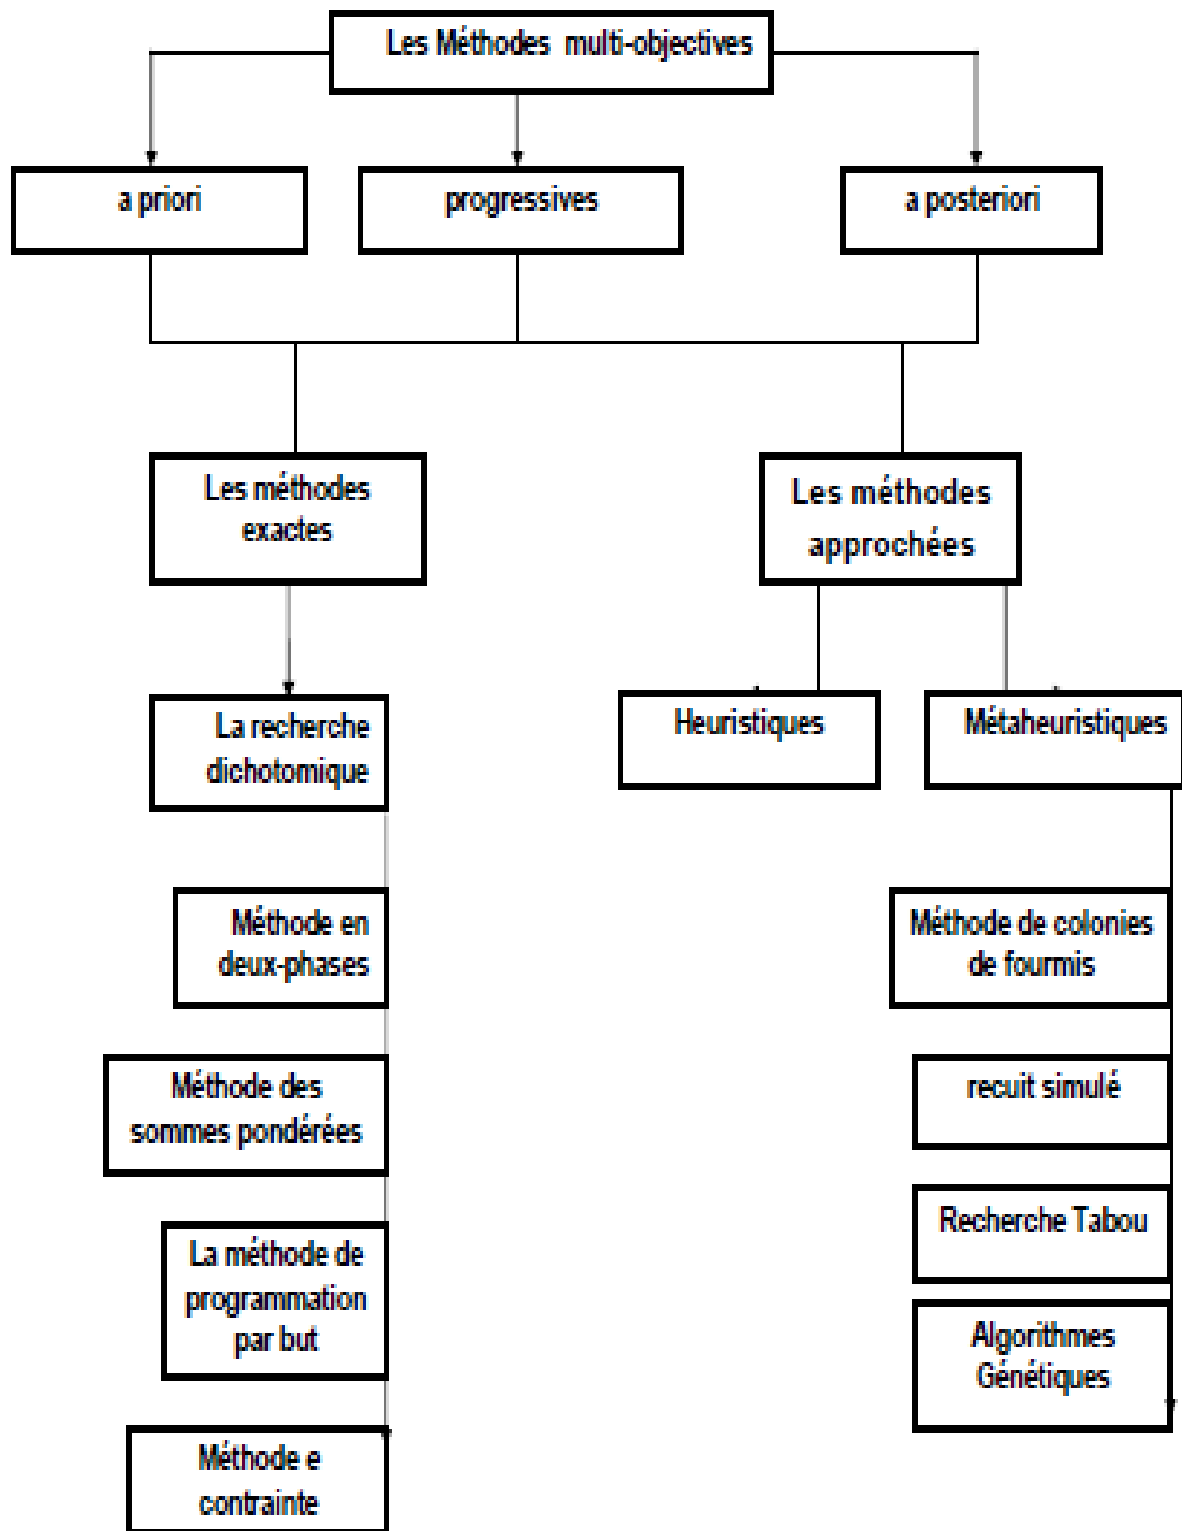 Les Méthodes multi-objectives
a priori
progressives
a posteriori
Les méthodes
exactes
Les méthodes
approchées
La recherche
dichotomique
Heuristiques
Métaheuristiques
Méthode en
deux-phases
Méthode de colonies
de fourmis
Méthode des
sommes pondérées
recuit simulé
Recherche Tabou
La méthode de
programmation
par but
Algorithmes
Génétiques
Méthode e
contrainte